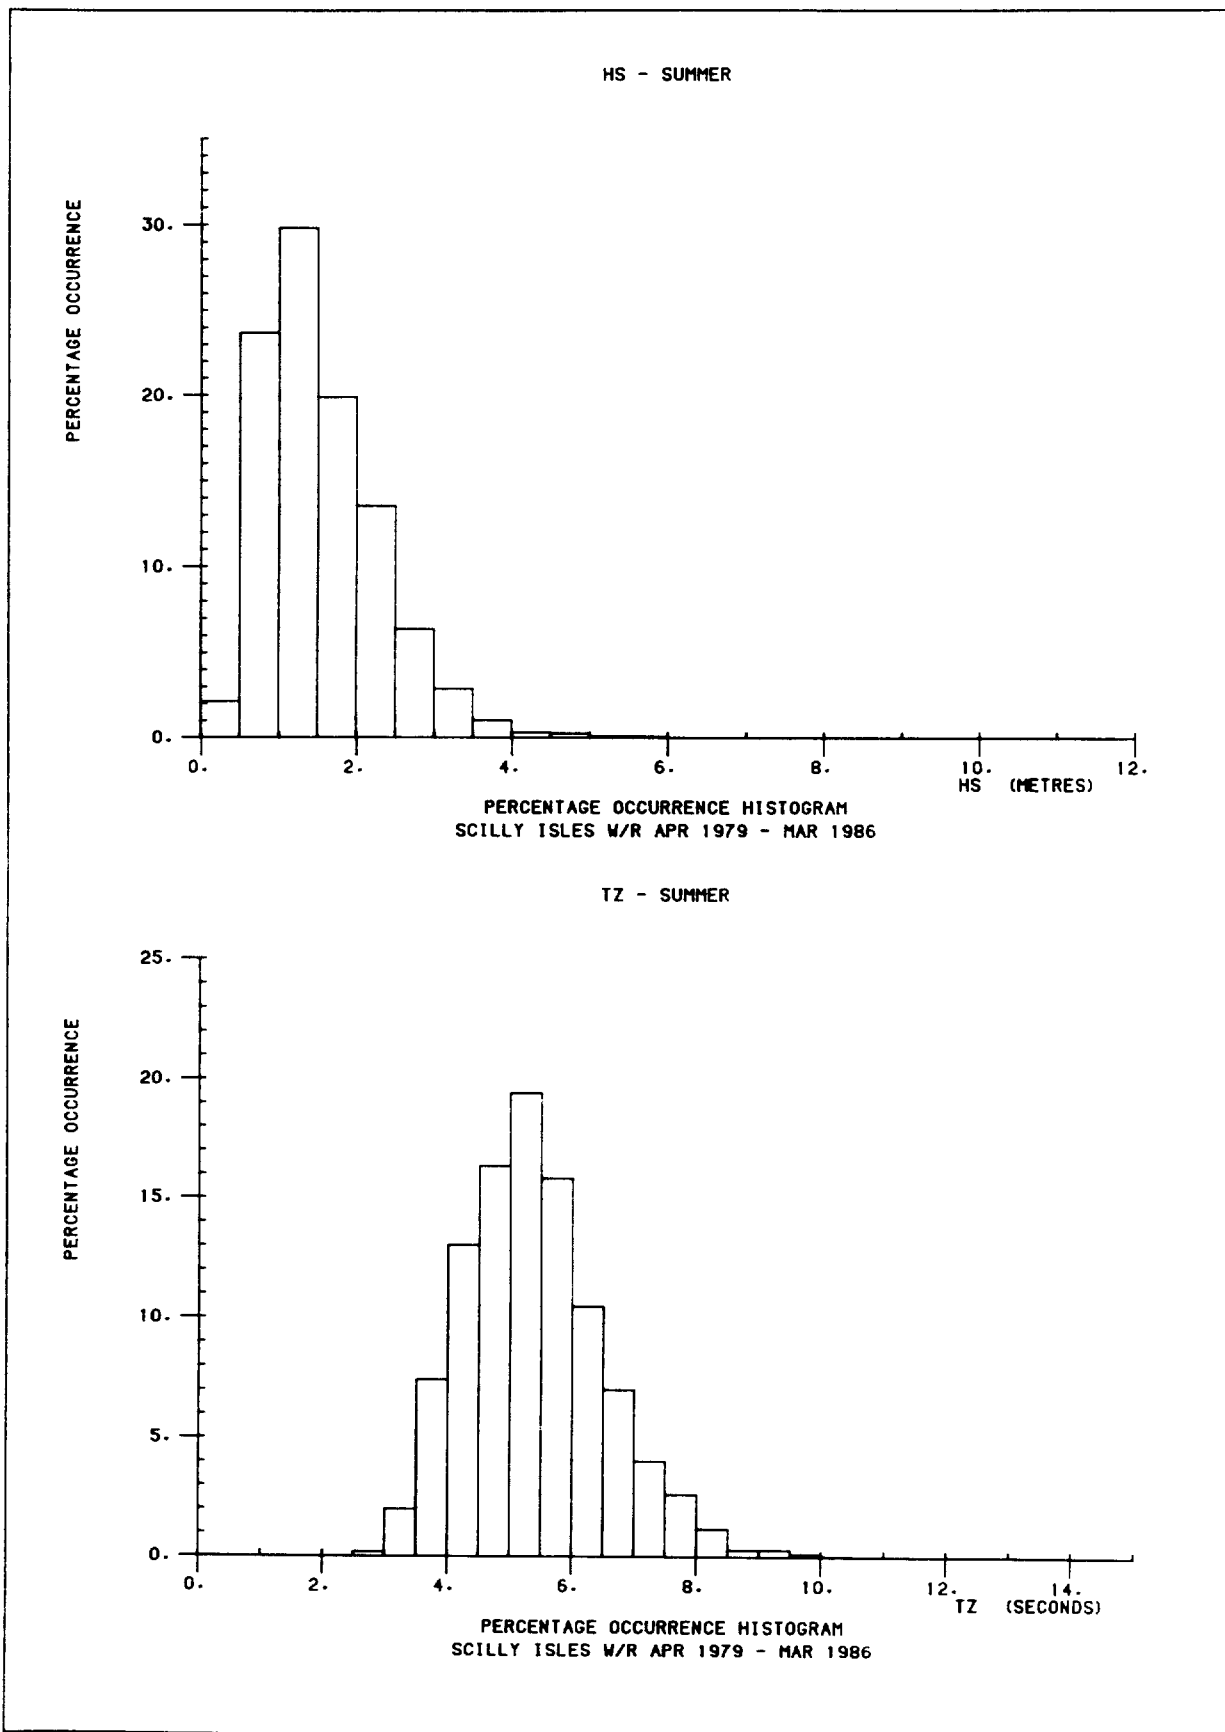 HS - SUMMER
PERCENTAGE OCCURRENCE
30.
20.
10.
0.
0. 2. 4. 6. 8. 10. 12.
HS (METRES)
PERCENTAGE OCCURRENCE HISTOGRAM
SCILLY ISLES W/R APR 1979 - MAR 1986
TZ - SUMMER
PERCENTAGE OCCURRENCE
25.
20.
15.
10.
5.
0.
0. 2. 4. 6. 8. 10. 12. 14.
TZ (SECONDS)
PERCENTAGE OCCURRENCE HISTOGRAM
SCILLY ISLES W/R APR 1979 - MAR 1986